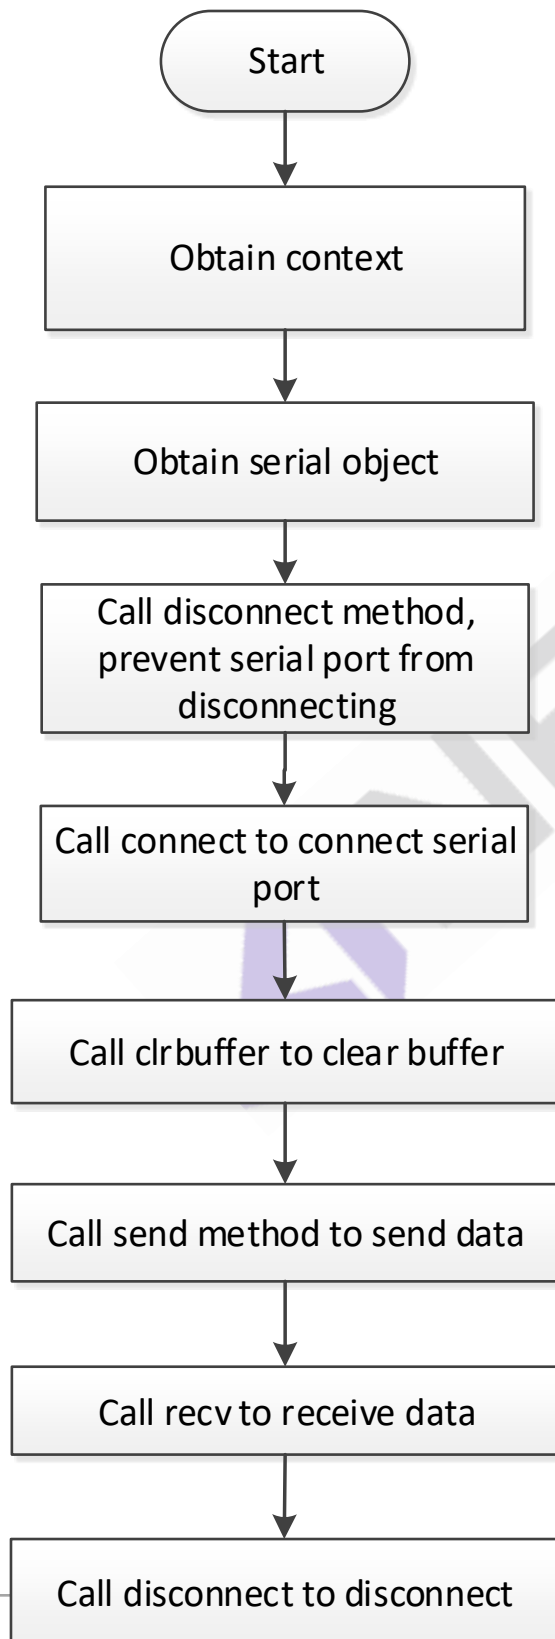 Start
Obtain context
Obtain serial object
Call disconnect method,
prevent serial port from
disconnecting
Call connect to connect serial
port
Call clrbuffer to clear buffer
Call send method to send data
Call recv to receive data
Call disconnect to disconnect